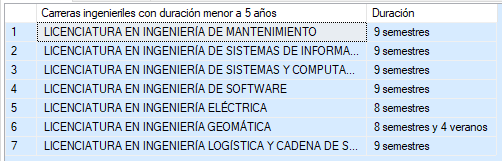 Carreras ingenieriles con duración menor a 5 años Duración
1 LICENCIATURA EN INGENIERÍA DE MANTENIMIENTO 9 semestres
2 LICENCIATURA EN INGENIERÍA DE SISTEMAS DE INFORMA... 9 semestres
3 LICENCIATURA EN INGENIERÍA DE SISTEMAS Y COMPUTA... 9 semestres
4 LICENCIATURA EN INGENIERÍA DE SOFTWARE 9 semestres
5 LICENCIATURA EN INGENIERÍA ELÉCTRICA 8 semestres
6 LICENCIATURA EN INGENIERÍA GEOMÁTICA 8 semestres y 4 veranos
7 LICENCIATURA EN INGENIERÍA LOGÍSTICA Y CADENA DE S... 9 semestres